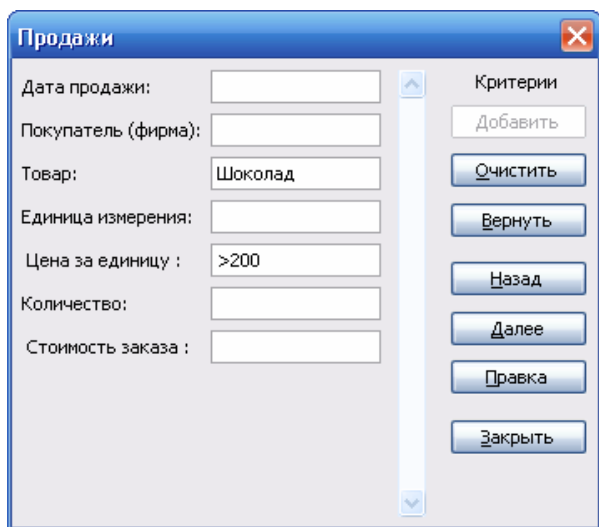 Продажи
Дата продажи:
Покупатель (фирма):
Товар: Шоколад
Единица измерения:
Цена за единицу : >200
Количество:
Стоимость заказа :
Критерии
Добавить
Очистить
Вернуть
Назад
Далее
Правка
Закрыть